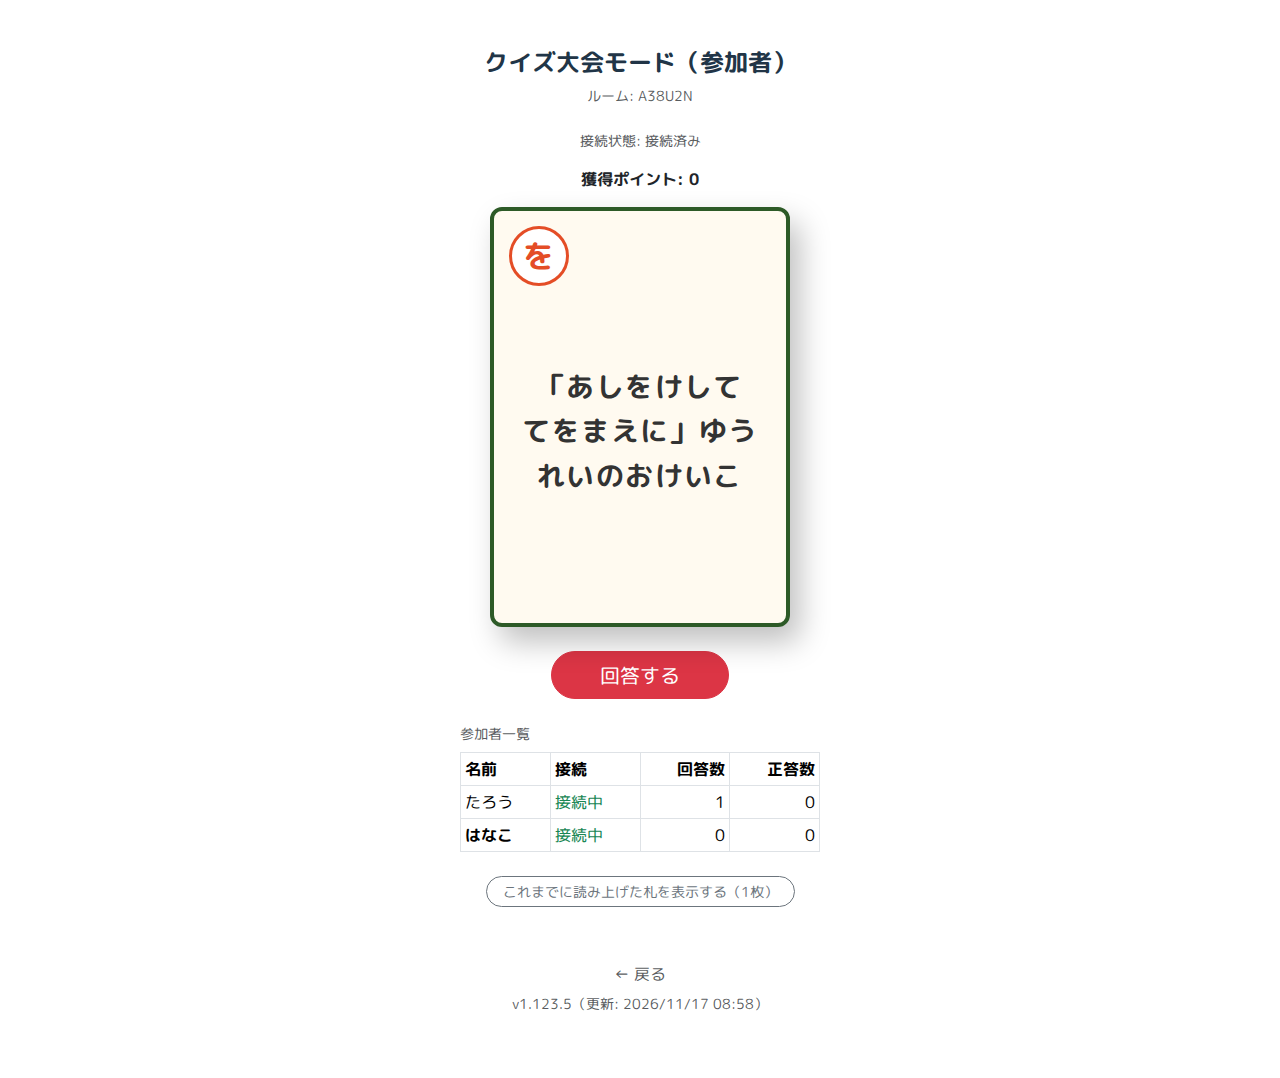 クイズ大会モード（参加者）
ルーム: A38U2N
接続状態: 接続済み
獲得ポイント: 0
を
「あしをけして
てをまえに」ゆう
れいのおけいこ
回答する
参加者一覧
名前 接続 回答数 正答数
たろう 接続中 1 0
はなこ 接続中 0 0
これまでに読み上げた札を表示する（1枚）
← 戻る
v1.123.5（更新: 2026/11/17 08:58）